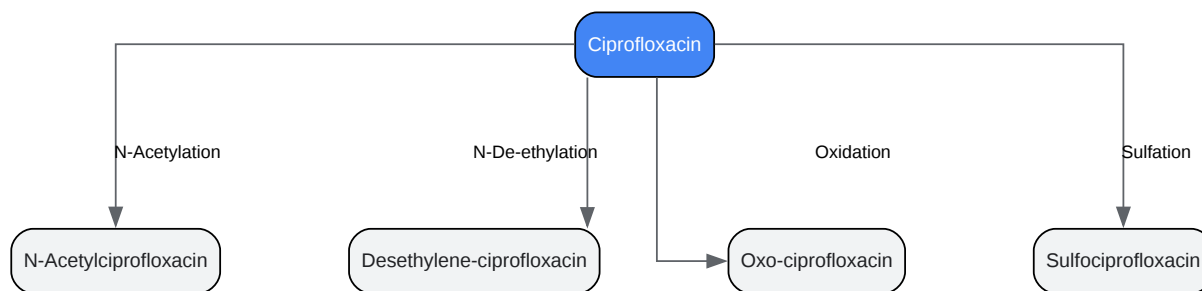 Ciprofloxacin
N-Acetylation
N-De-ethylation
Oxidation
Sulfation
N-Acetylciprofloxacin
Desethylene-ciprofloxacin
Oxo-ciprofloxacin
Sulfociprofloxacin